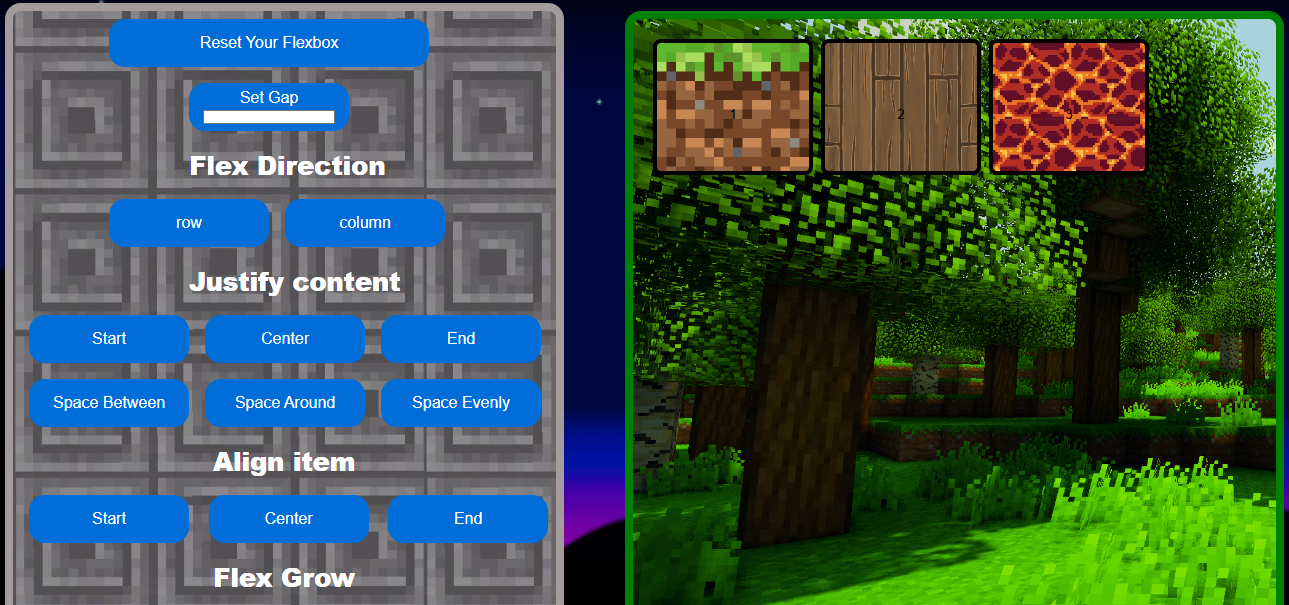 Reset Your Flexbox
Set Gap
Flex Direction
row column
Justify content
Start Center End
Space Between Space Around Space Evenly
Align item
Start Center End
Flex Grow
1 2 3